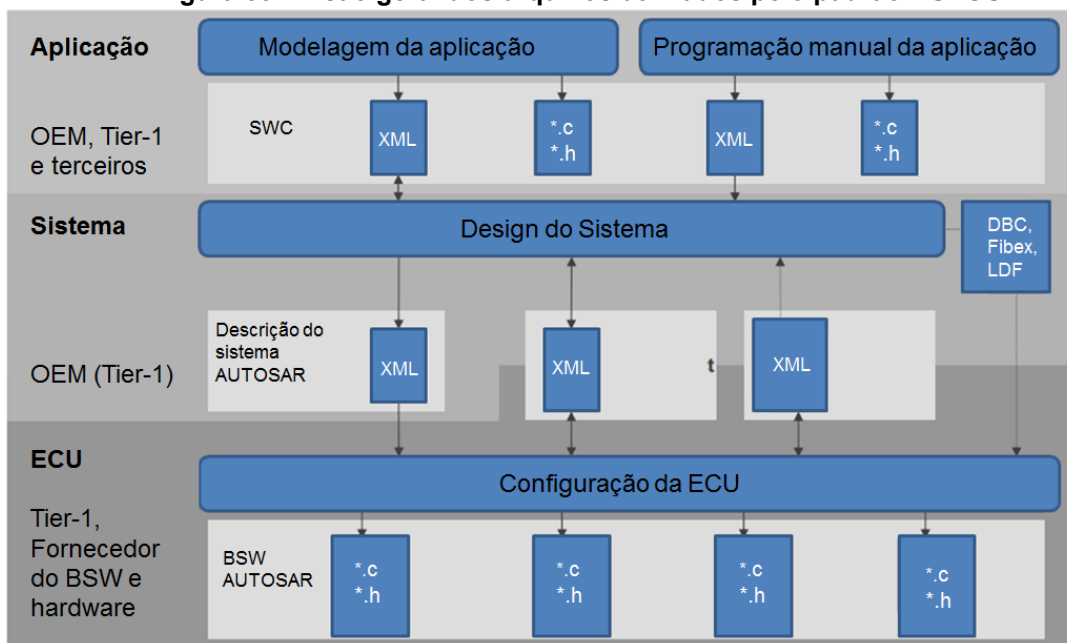 Aplicação
Modelagem da aplicação
Programação manual da aplicação
OEM, Tier-1
e terceiros
SWC
XML
*.c
*.h
XML
*.c
*.h
Sistema
Design do Sistema
DBC,
Fibex,
LDF
OEM (Tier-1)
Descrição do
sistema
AUTOSAR
XML
XML
t
XML
ECU
Configuração da ECU
Tier-1,
Fornecedor
do BSW e
hardware
BSW
AUTOSAR
*.c
*.h
*.c
*.h
*.c
*.h
*.c
*.h